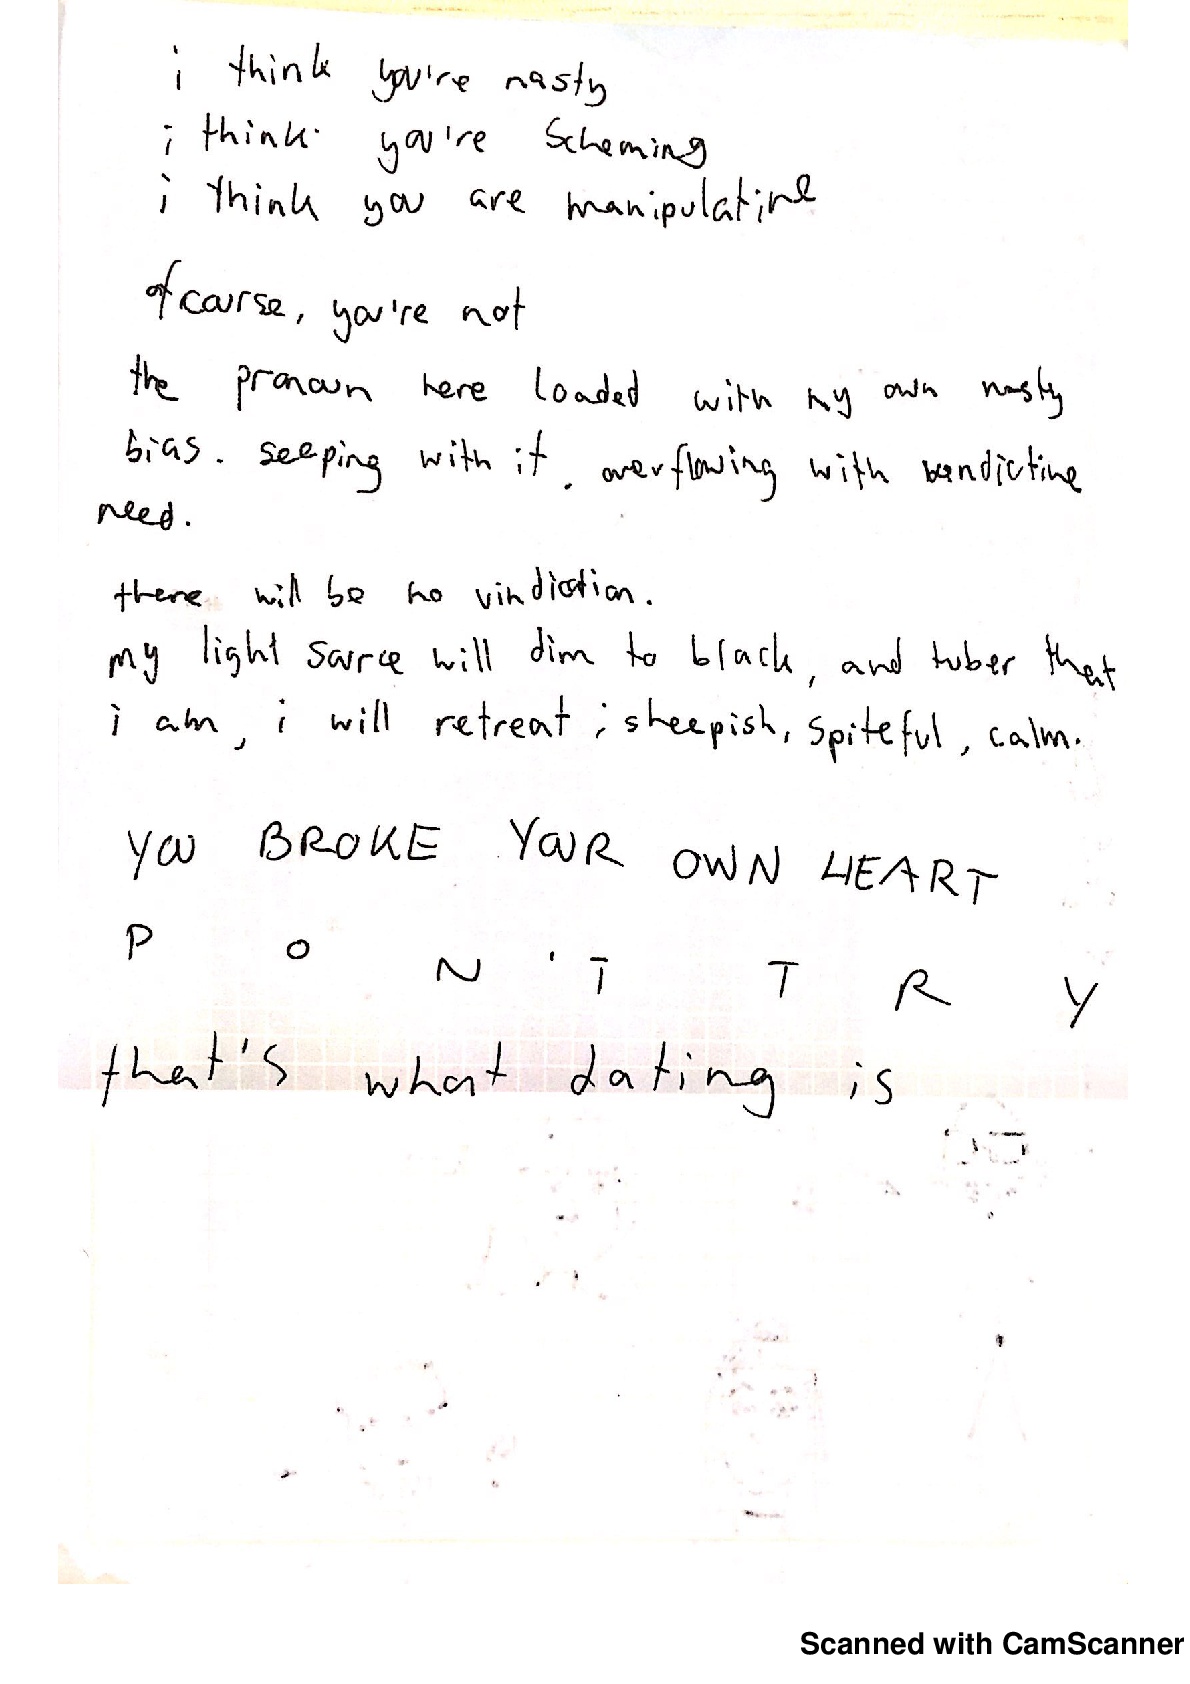 i think you're nasty
i think you're scheming
i think you are manipulative
of course, you're not
the pronoun here loaded with my own nasty
bias. seeping with it. overflowing with vindictive
need.
there will be no vindication.
my light source will dim to black, and tuber that
i am, i will retreat; sheepish, spiteful, calm.
YOU BROKE YOUR OWN HEART
D O N ' T T R Y
that's what dating is
Scanned with CamScanner